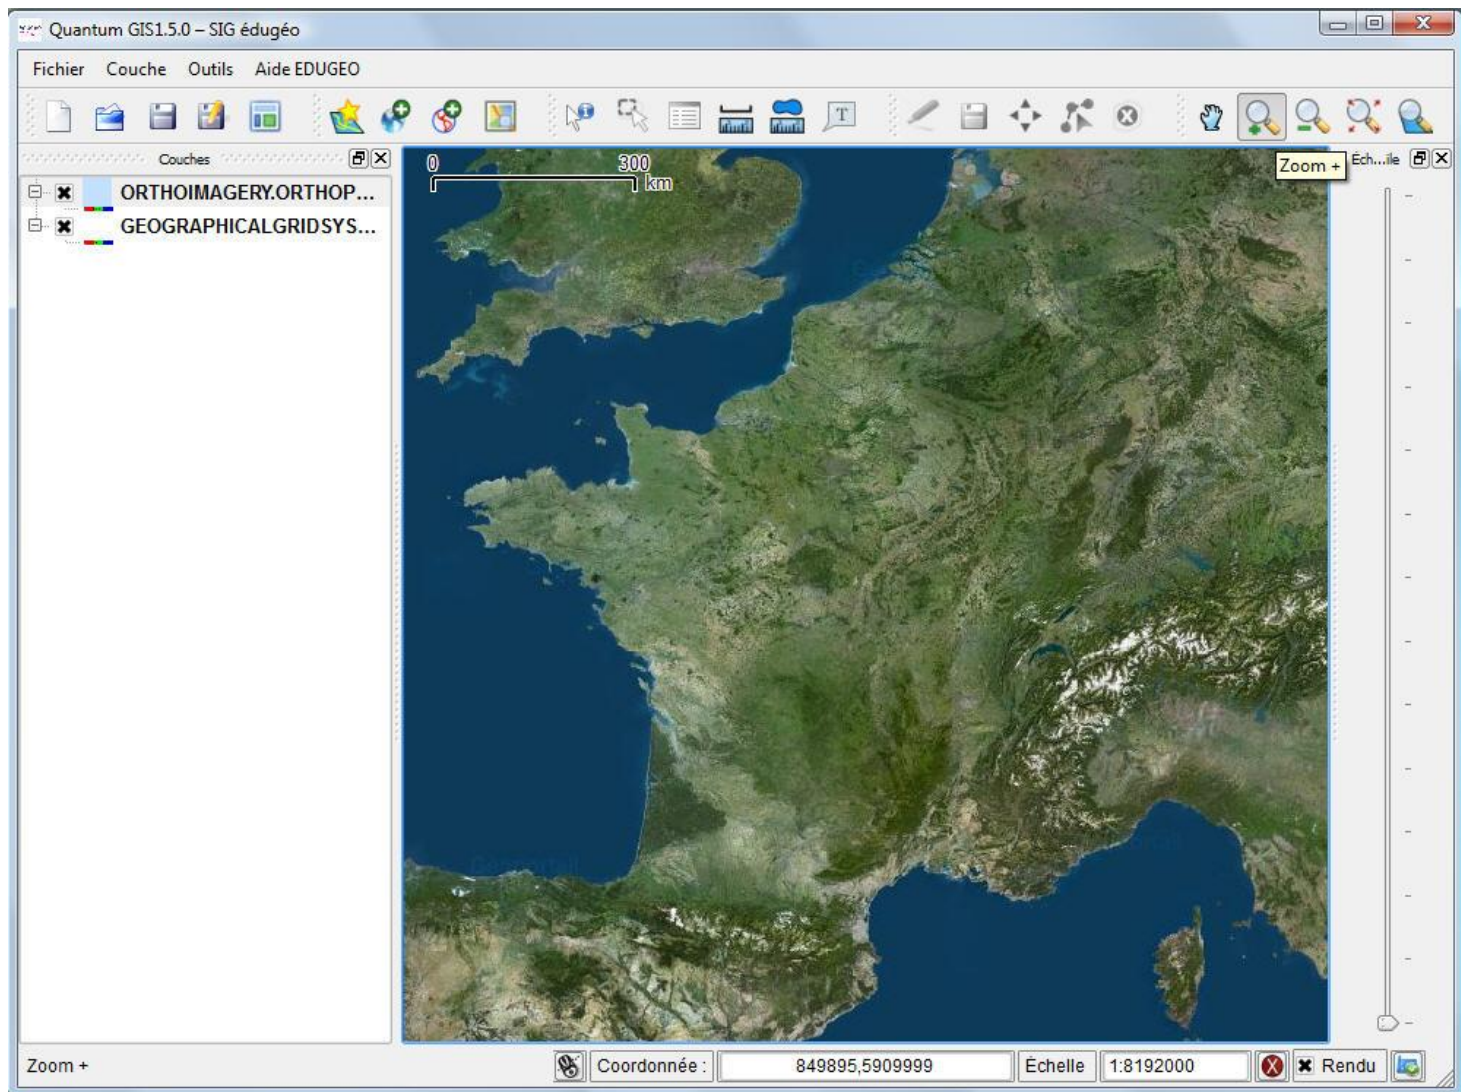 Quantum GIS1.5.0 – SIG édugéo
Fichier Couche Outils Aide EDUGEO
T
Couches
Zoom +
Éch...ile
ORTHOIMAGERY.ORTHOP...
GEOGRAPHICALGRIDSYS...
0 300
km
Géoportail
Zoom +
Coordonnée :
849895,5909999
Échelle
1:8192000
Rendu